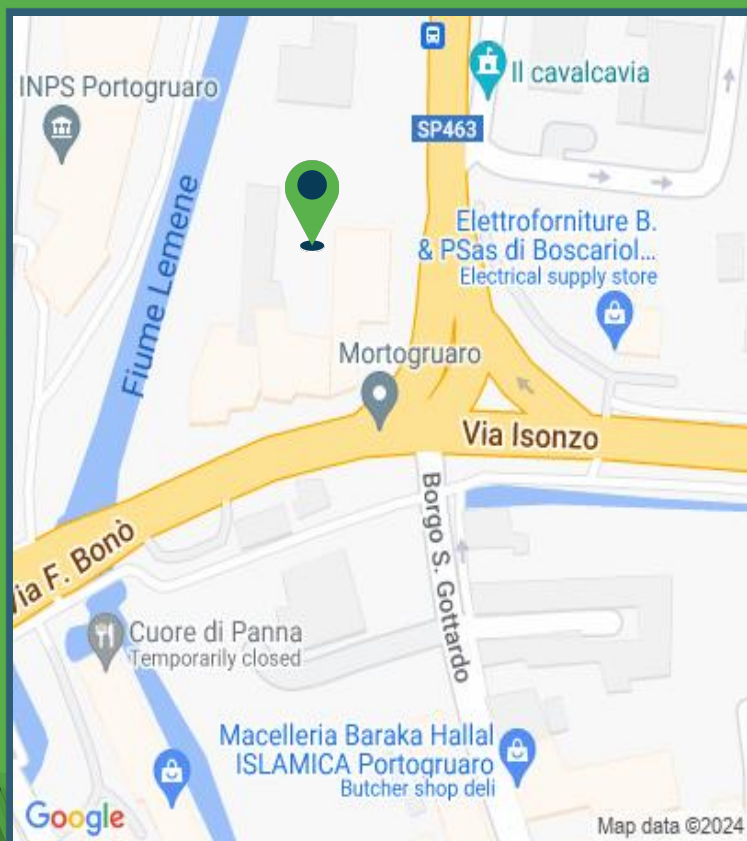 INPS Portogruaro
Il cavalcavia
SP463
Fiume Lemene
Elettroforniture B.
& PSas di Boscariol...
Electrical supply store
Mortogruaro
Via Isonzo
Via F. Bonò
Borgo S. Gottardo
Cuore di Panna
Temporarily closed
Macelleria Baraka Hallal
ISLAMICA Portogruaro
Butcher shop deli
Google
Map data ©2024